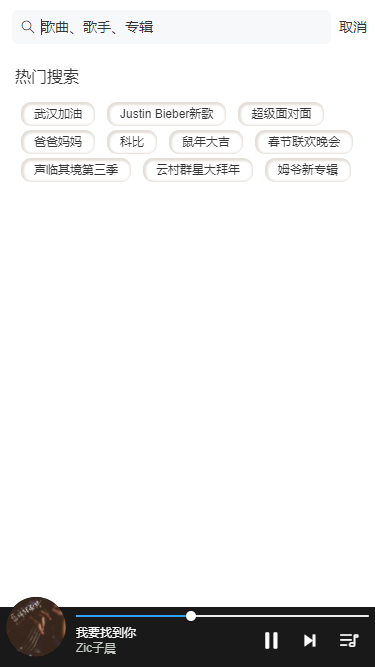 歌曲、歌手、专辑 取消
热门搜索
武汉加油 Justin Bieber新歌 超级面对面
爸爸妈妈 科比 鼠年大吉 春节联欢晚会
声临其境第三季 云村群星大拜年 姆爷新专辑
我要找到你
Zic子晨